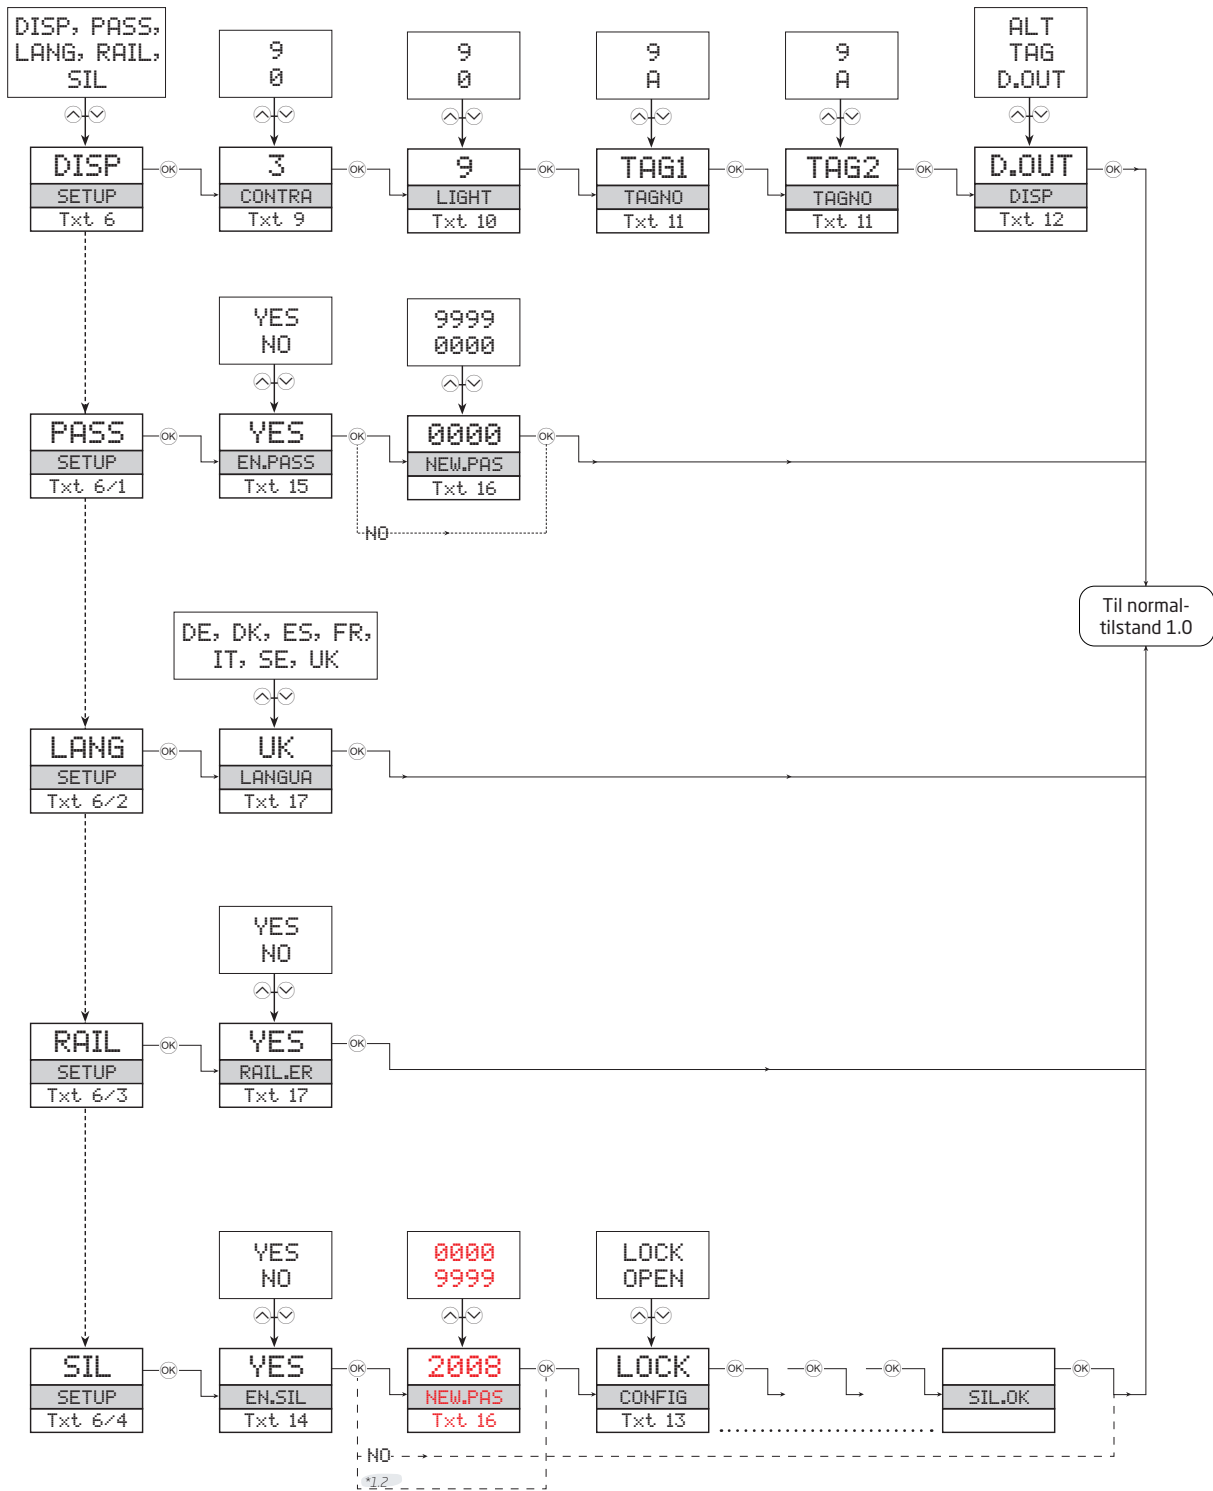 DISP, PASS,
LANG, RAIL,
SIL
9
0
9
0
9
A
9
A
ALT
TAG
D.OUT
DISP
SETUP
Txt 6
OK
3
CONTRA
Txt 9
OK
9
LIGHT
Txt 10
OK
TAG1
TAGNO
Txt 11
OK
TAG2
TAGNO
Txt 11
OK
D.OUT
DISP
Txt 12
OK
YES
NO
9999
0000
PASS
SETUP
Txt 6/1
OK
YES
EN.PASS
Txt 15
OK
0000
NEW.PAS
Txt 16
OK
NO
Til normal-
tilstand 1.0
DE, DK, ES, FR,
IT, SE, UK
LANG
SETUP
Txt 6/2
OK
UK
LANGUA
Txt 17
OK
YES
NO
RAIL
SETUP
Txt 6/3
OK
YES
RAIL.ER
Txt 17
OK
YES
NO
0000
9999
LOCK
OPEN
SIL
SETUP
Txt 6/4
OK
YES
EN.SIL
Txt 14
OK
2008
NEW.PAS
Txt 16
OK
LOCK
CONFIG
Txt 13
OK
OK
OK
SIL.OK
OK
NO
*1.2